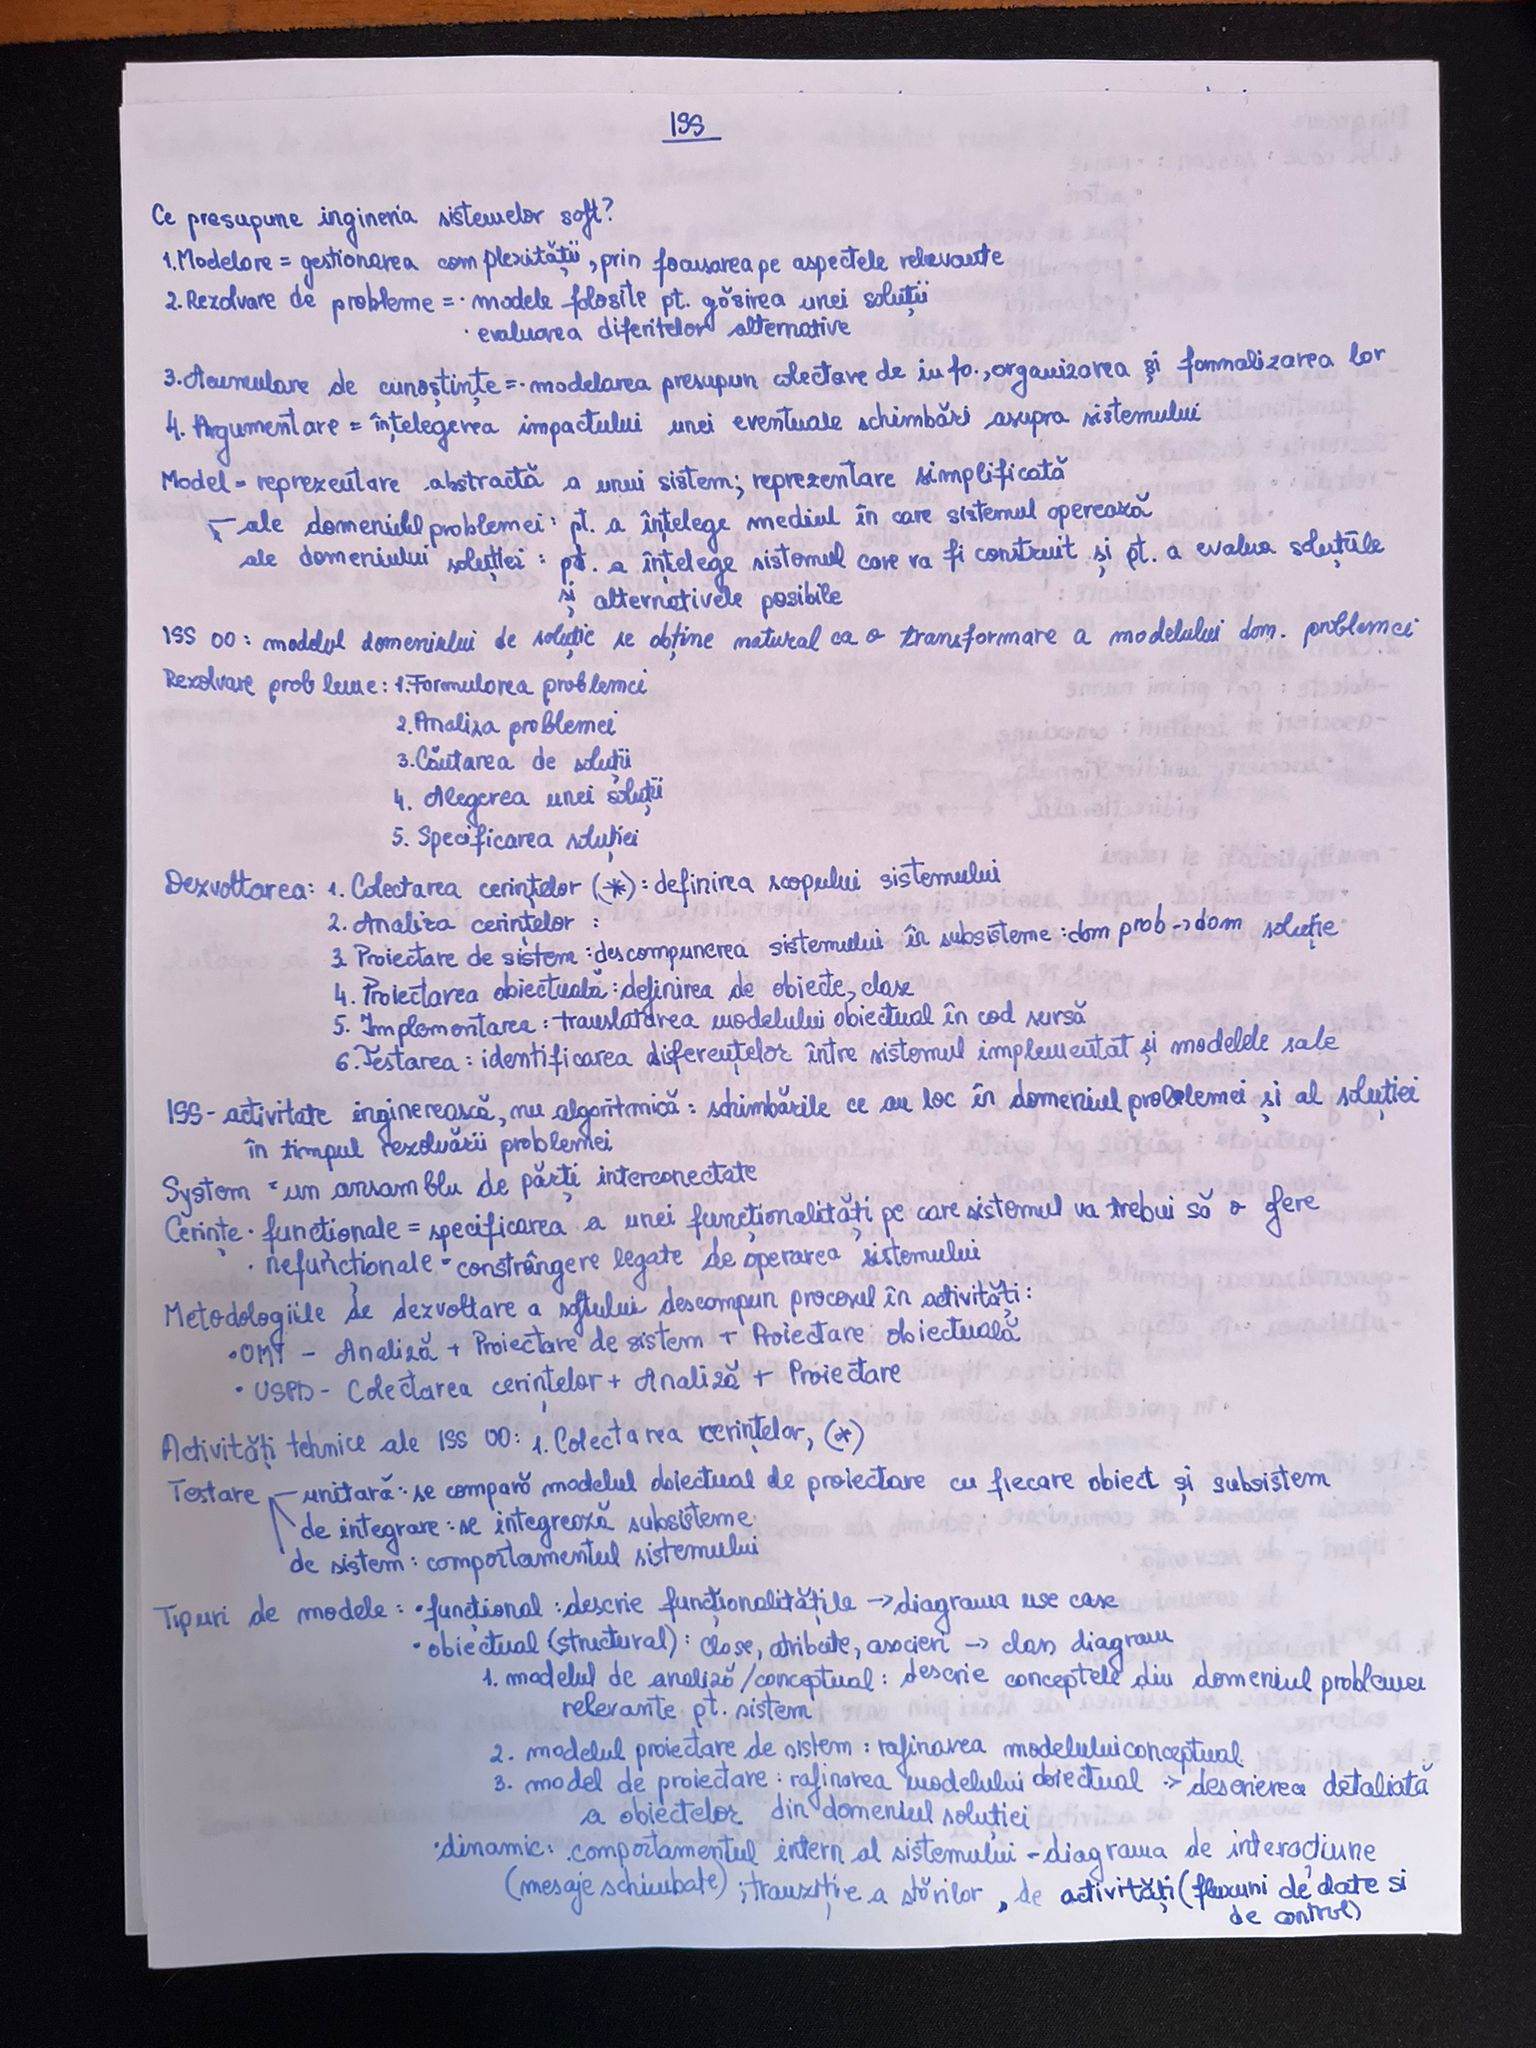 ISS
Ce presupune ingineria sistemelor soft?
1. Modelare = gestionarea complexității, prin focusarea pe aspectele relevante
2. Rezolvare de probleme = · modele folosite pt. găsirea unei soluții
· evaluarea diferitelor alternative
3. Acumulare de cunoștințe = · modelarea presupun colectare de info., organizarea și formalizarea lor
4. Argumentare = înțelegerea impactului unei eventuale schimbări asupra sistemului
Model = reprezentare abstractă a unui sistem; reprezentare simplificată
ale domeniului problemei: pt. a înțelege mediul în care sistemul operează
ale domeniului soluției: pt. a înțelege sistemul care va fi construit și pt. a evalua soluțiile
și alternativele posibile
ISS OO: modelul domeniului de soluție se obține natural ca o transformare a modelului dom. problemei
Rezolvare probleme: 1. Formularea problemei
2. Analiza problemei
3. Căutarea de soluții
4. Alegerea unei soluții
5. Specificarea soluției
Dezvoltarea: 1. Colectarea cerințelor (*): definirea scopului sistemului
2. Analiza cerințelor :
3. Proiectare de sistem: descompunerea sistemului în subsisteme: dom prob -> dom soluție
4. Proiectarea obiectuală: definirea de obiecte, clase
5. Implementarea: translatarea modelului obiectual în cod sursă
6. Testarea: identificarea diferențelor între sistemul implementat și modelele sale
ISS - activitate inginerească, nu algoritmică: schimbările ce au loc în domeniul problemei și al soluției
în timpul rezolvării problemei
System = un ansamblu de părți interconectate
Cerințe · funcționale = specificarea a unei funcționalități pe care sistemul va trebui să o ofere
· nefuncționale = constrângere legate de operarea sistemului
Metodologiile de dezvoltare a softului descompun procesul în activități:
· OMT - Analiză + Proiectare de sistem + Proiectare obiectuală
· USPD - Colectarea cerințelor + Analiză + Proiectare
Activități tehnice ale ISS OO: 1. Colectarea cerințelor, (*)
Testare - unitară: se compară modelul obiectual de proiectare cu fiecare obiect și subsistem
de integrare: se integrează subsisteme
de sistem: comportamentul sistemului
Tipuri de modele: · funcțional: descrie funcționalitățile -> diagrama use case
· obiectual (structural): clase, atribute, asocieri -> class diagram
1. modelul de analiză/conceptual: descrie conceptele din domeniul problemei
relevante pt. sistem
2. modelul proiectare de sistem: rafinarea modelului conceptual
3. model de proiectare: rafinarea modelului obiectual -> descrierea detaliată
a obiectelor din domeniul soluției
· dinamic: comportamentul intern al sistemului - diagrama de interacțiune
(mesaje schimbate); tranziție a stărilor, de activități (fluxuri de date si
de control)